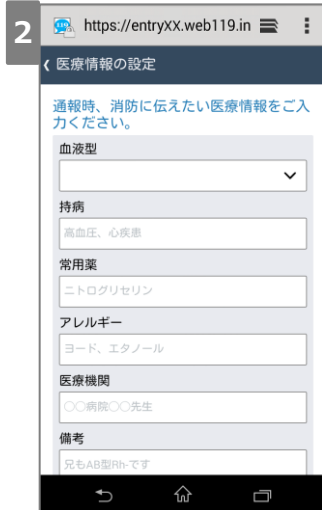 2
https://entryXX.web119.in
医療情報の設定
通報時、消防に伝えたい医療情報をご入
力ください。
血液型
持病
高血圧、心疾患
常用薬
ニトログリセリン
アレルギー
ヨード、エタノール
医療機関
○○病院○○先生
備考
兄もAB型Rh-です